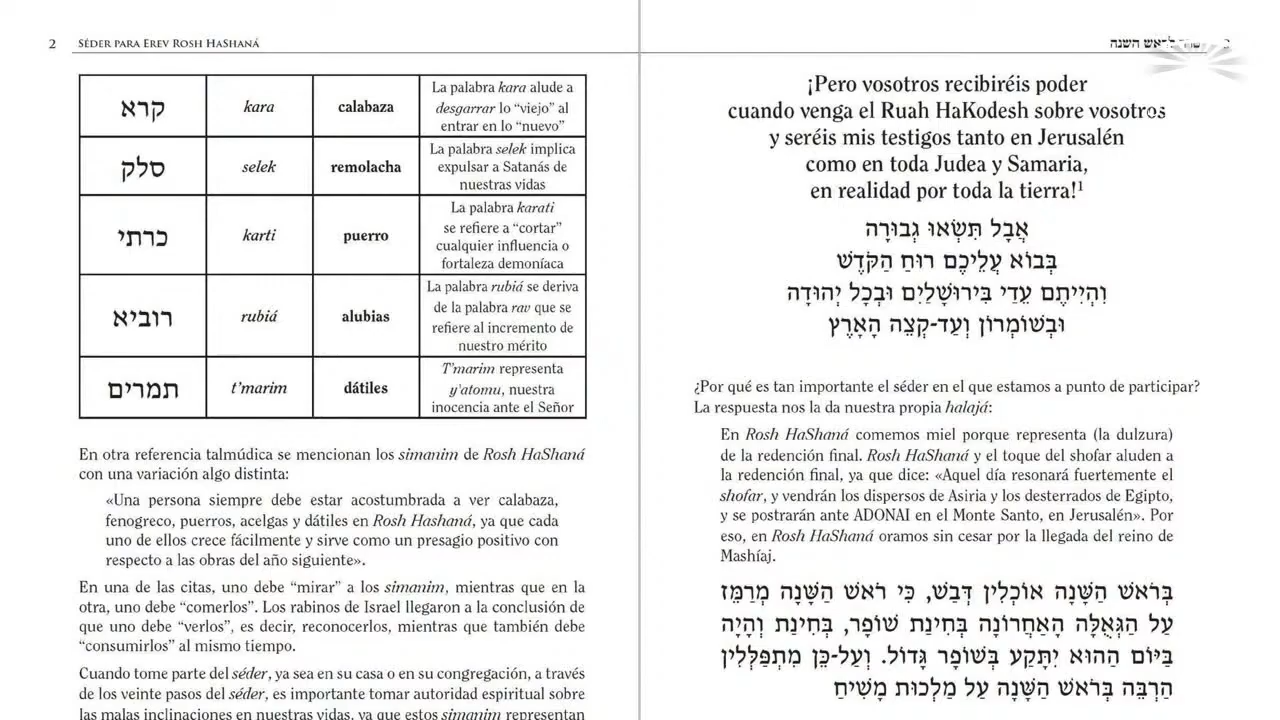 2 Séder para Erev Rosh HaShaná
קרא
kara
calabaza
La palabra kara alude a
desgarrar lo “viejo” al
entrar en lo “nuevo”
סלק
selek
remolacha
La palabra selek implica
expulsar a Satanás de
nuestras vidas
כרתי
karti
puerro
La palabra karati
se refiere a “cortar”
cualquier influencia o
fortaleza demoníaca
רוביא
rubiá
alubias
La palabra rubiá se deriva
de la palabra rav que se
refiere al incremento de
nuestro mérito
תמרים
t’marim
dátiles
T’marim representa
y’atomu, nuestra
inocencia ante el Señor
En otra referencia talmúdica se mencionan los simanim de Rosh HaShaná
con una variación algo distinta:
«Una persona siempre debe estar acostumbrada a ver calabaza,
fenogreco, puerros, acelgas y dátiles en Rosh Hashaná, ya que cada
uno de ellos crece fácilmente y sirve como un presagio positivo con
respecto a las obras del año siguiente».
En una de las citas, uno debe “mirar” a los simanim, mientras que en la
otra, uno debe “comerlos”. Los rabinos de Israel llegaron a la conclusión de
que uno debe “verlos”, es decir, reconocerlos, mientras que también debe
“consumirlos” al mismo tiempo.
Cuando tome parte del séder, ya sea en su casa o en su congregación, a través
de los veinte pasos del séder, es importante tomar autoridad espiritual sobre
las malas inclinaciones en nuestras vidas, ya que estos simanim representan
השנה
¡Pero vosotros recibiréis poder
cuando venga el Ruah HaKodesh sobre vosotros
y seréis mis testigos tanto en Jerusalén
como en toda Judea y Samaria,
en realidad por toda la tierra!¹
אֲבָל תִּשְׂאוּ גְבוּרָה
בְּבוֹא עֲלֵיכֶם רוּחַ הַקֹּדֶשׁ
וִהְיִיתֶם עֵדַי בִּירוּשָׁלַיִם וּבְכָל יְהוּדָה
וּבְשׁוֹמְרוֹן וְעַד-קְצֵה הָאָרֶץ
¿Por qué es tan importante el séder en el que estamos a punto de participar?
La respuesta nos la da nuestra propia halajá:
En Rosh HaShaná comemos miel porque representa (la dulzura)
de la redención final. Rosh HaShaná y el toque del shofar aluden a
la redención final, ya que dice: «Aquel día resonará fuertemente el
shofar, y vendrán los dispersos de Asiria y los desterrados de Egipto,
y se postrarán ante ADONAI en el Monte Santo, en Jerusalén». Por
eso, en Rosh HaShaná oramos sin cesar por la llegada del reino de
Mashíaj.
בְּרֹאשׁ הַשָּׁנָה אוֹכְלִין דְּבַשׁ, כִּי רֹאשׁ הַשָּׁנָה מְרַמֵּז
עַל הַגְּאֻלָּה הָאַחֲרוֹנָה בְּחִינַת שׁוֹפָר, בְּחִינַת וְהָיָה
בַּיּוֹם הַהוּא יִתָּקַע בְּשׁוֹפָר גָּדוֹל. וְעַל-כֵּן מִתְפַּלְּלִין
הַרְבֵּה בְּרֹאשׁ הַשָּׁנָה עַל מַלְכוּת מָשִׁיחַ